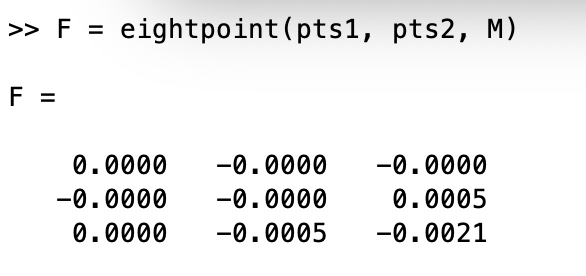 >> F = eightpoint(pts1, pts2, M)
F =
0.0000 -0.0000 -0.0000
-0.0000 -0.0000 0.0005
0.0000 -0.0005 -0.0021